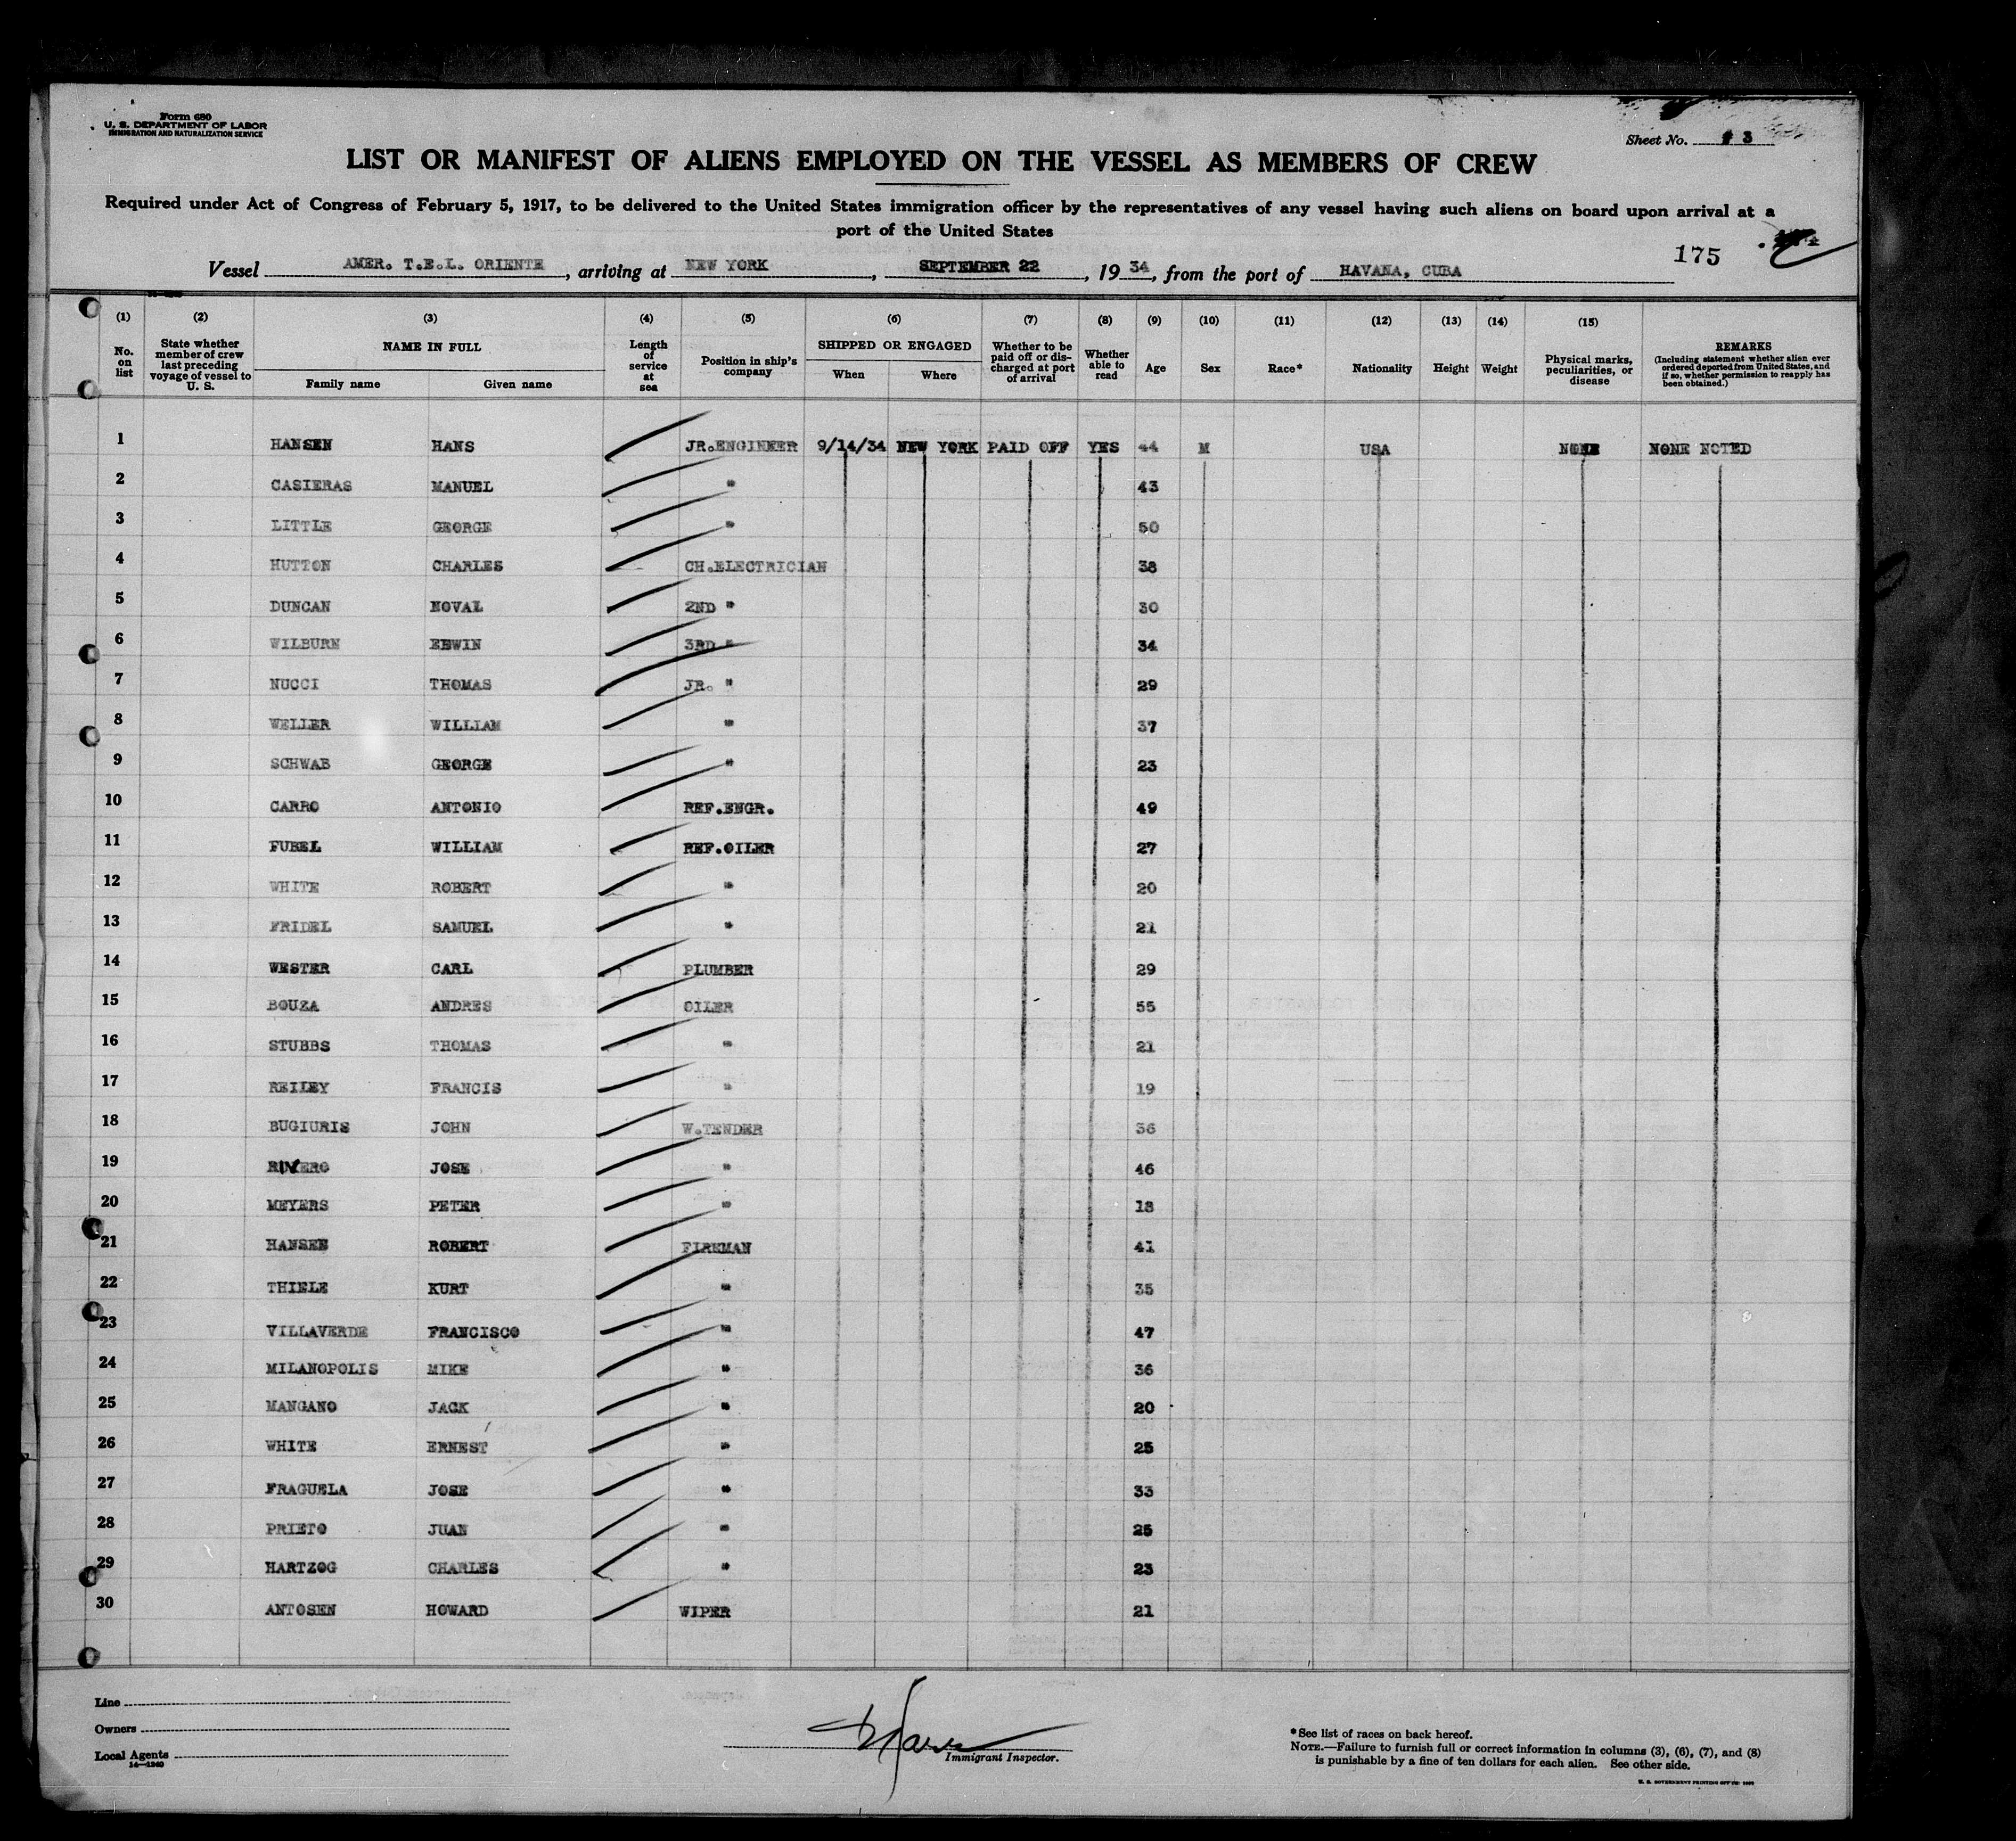 Form 680
U. S. DEPARTMENT OF LABOR
IMMIGRATION AND NATURALIZATION SERVICE
Sheet No. # 3
LIST OR MANIFEST OF ALIENS EMPLOYED ON THE VESSEL AS MEMBERS OF CREW
Required under Act of Congress of February 5, 1917, to be delivered to the United States immigration officer by the representatives of any vessel having such aliens on board upon arrival at a
port of the United States
175
Vessel AMER. T.E.L. ORIENTE, arriving at NEW YORK, SEPTEMBER 22, 19 34, from the port of HAVANA, CUBA
(1) (2) (3) (4) (5) (6) (7) (8) (9) (10) (11) (12) (13) (14) (15)
No. on list
State whether member of crew last preceding voyage of vessel to U. S.
NAME IN FULL
Family name Given name
Length of service at sea
Position in ship's company
SHIPPED OR ENGAGED
When Where
Whether to be paid off or discharged at port of arrival
Whether able to read
Age
Sex
Race*
Nationality
Height
Weight
Physical marks, peculiarities, or disease
REMARKS
(Including statement whether alien ever ordered deported from United States, and if so, whether permission to reapply has been obtained.)
1 HANSEN HANS JR.ENGINEER 9/14/34 NEW YORK PAID OFF YES 44 M USA NONE NONE NOTED
2 CASIERAS MANUEL " 43
3 LITTLE GEORGE " 50
4 HUTTON CHARLES CH.ELECTRICIAN 38
5 DUNCAN NOVAL 2ND " 30
6 WILBURN EDWIN 3RD " 34
7 NUCCI THOMAS JR. " 29
8 WELLER WILLIAM " 37
9 SCHWAB GEORGE " 23
10 CARRO ANTONIO REF.ENGR. 49
11 FUBEL WILLIAM REF.OILER 27
12 WHITE ROBERT " 20
13 FRIDEL SAMUEL " 21
14 WESTER CARL PLUMBER 29
15 BOUZA ANDRES OILER 55
16 STUBBS THOMAS " 21
17 REILEY FRANCIS " 19
18 BUGIURIS JOHN W.TENDER 36
19 RIVERO JOSE " 46
20 MEYERS PETER " 18
21 HANSEN ROBERT FIREMAN 41
22 THIELE KURT " 35
23 VILLAVERDE FRANCISCO " 47
24 MILANOPOLIS MIKE " 36
25 MANGANO JACK " 20
26 WHITE ERNEST " 25
27 FRAGUELA JOSE " 33
28 PRIETO JUAN " 25
29 HARTZOG CHARLES " 23
30 ANTOSEN HOWARD WIPER 21
Line
Owners
Local Agents
Immigrant Inspector.
*See list of races on back hereof.
NOTE.—Failure to furnish full or correct information in columns (3), (6), (7), and (8)
is punishable by a fine of ten dollars for each alien. See other side.